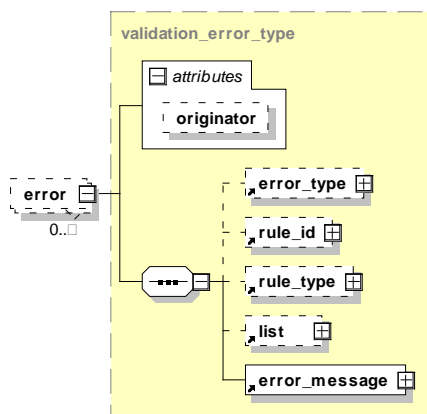 validation_error_type
attributes
originator
error
0..□
error_type
rule_id
rule_type
list
error_message